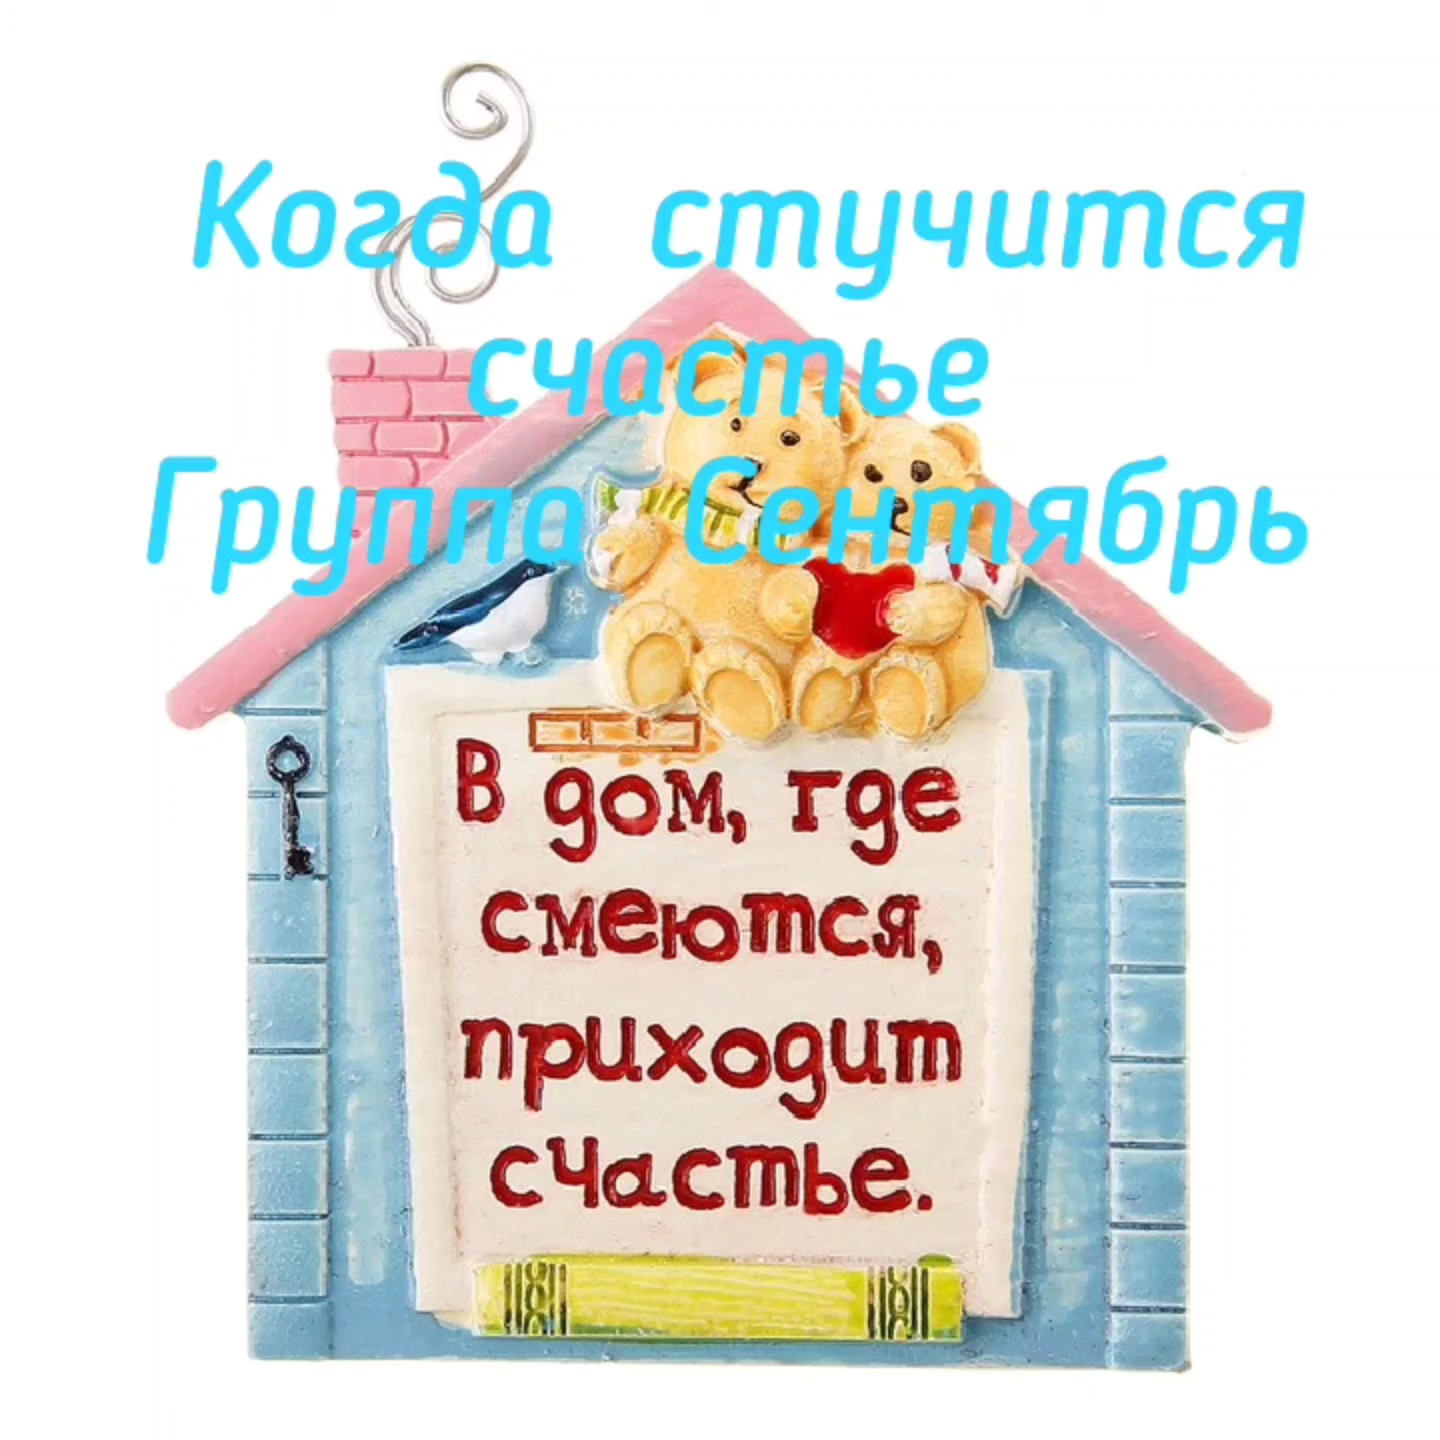 Когда стучится
счастье
Группа Сентябрь
В дом, где
смеются,
приходит
счастье.